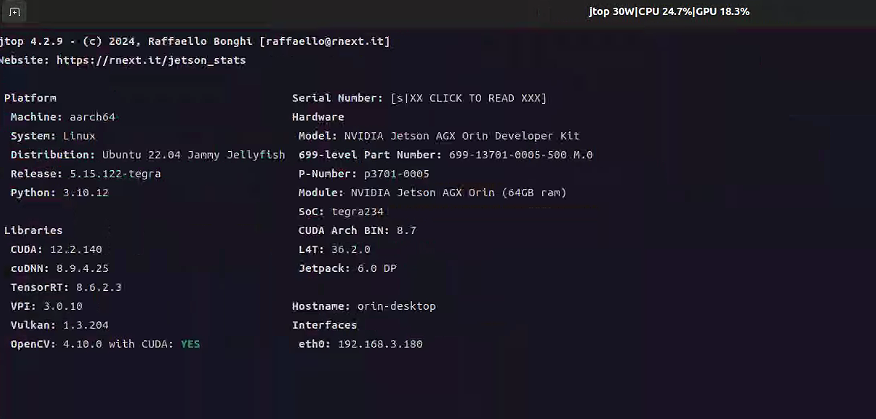 jtop 30W|CPU 24.7%|GPU 18.3%
jtop 4.2.9 - (c) 2024, Raffaello Bonghi [raffaello@rnext.it]
Website: https://rnext.it/jetson_stats
Platform
Machine: aarch64
System: Linux
Distribution: Ubuntu 22.04 Jammy Jellyfish
Release: 5.15.122-tegra
Python: 3.10.12
Libraries
CUDA: 12.2.140
cuDNN: 8.9.4.25
TensorRT: 8.6.2.3
VPI: 3.0.10
Vulkan: 1.3.204
OpenCV: 4.10.0 with CUDA: YES
Serial Number: [s|XX CLICK TO READ XXX]
Hardware
Model: NVIDIA Jetson AGX Orin Developer Kit
699-level Part Number: 699-13701-0005-500 M.0
P-Number: p3701-0005
Module: NVIDIA Jetson AGX Orin (64GB ram)
SoC: tegra234
CUDA Arch BIN: 8.7
L4T: 36.2.0
Jetpack: 6.0 DP
Hostname: orin-desktop
Interfaces
eth0: 192.168.3.180